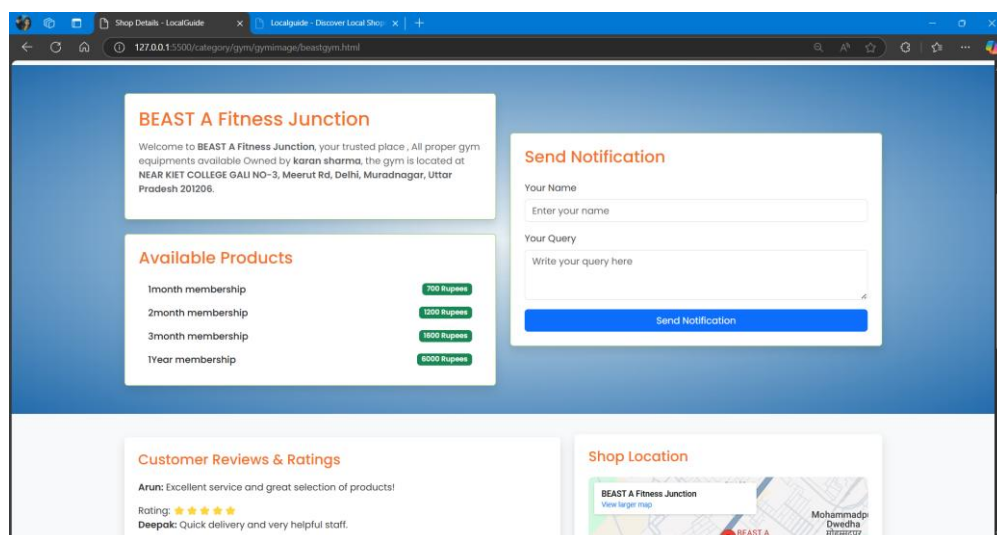 Shop Details - LocalGuide
Localguide - Discover Local Shop
127.0.0.1:5500/category/gym/gymimage/beastgym.html
BEAST A Fitness Junction
Welcome to BEAST A Fitness Junction, your trusted place , All proper gym
equipments available Owned by karan sharma, the gym is located at
NEAR KIET COLLEGE GALI NO-3, Meerut Rd, Delhi, Muradnagar, Uttar
Pradesh 201206.
Available Products
1month membership 700 Rupees
2month membership 1200 Rupees
3month membership 1600 Rupees
1Year membership 6000 Rupees
Send Notification
Your Name
Enter your name
Your Query
Write your query here
Send Notification
Customer Reviews & Ratings
Arun: Excellent service and great selection of products!
Rating:
Deepak: Quick delivery and very helpful staff.
Shop Location
BEAST A Fitness Junction
View larger map
Mohammadp
Dwedha
BEAST A